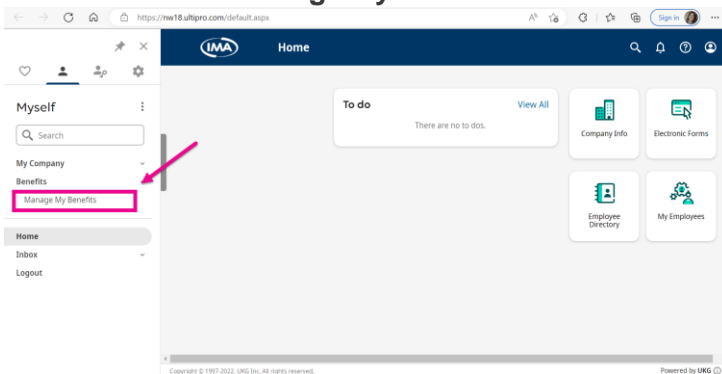 https://nw18.ultipro.com/default.aspx
Sign in
IMA
Home
Myself
Search
My Company
Benefits
Manage My Benefits
Home
Inbox
Logout
To do
View All
There are no to dos.
Company Info
Electronic Forms
Employee
Directory
My Employees
Copyright © 1997-2022. UKG Inc. All rights reserved.
Powered by UKG